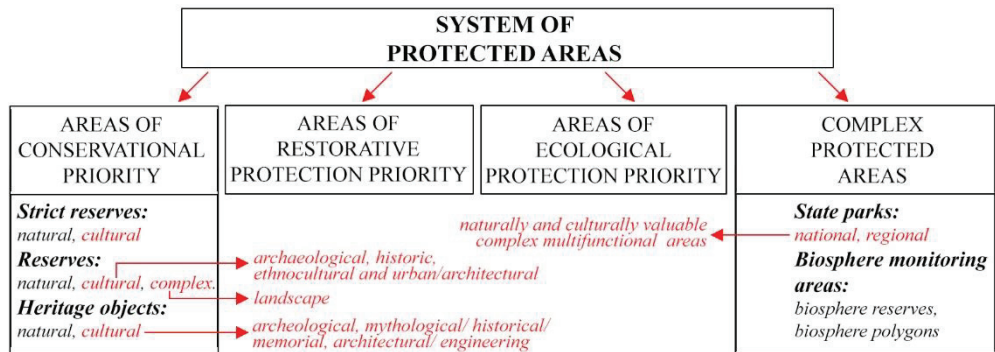 SYSTEM OF
PROTECTED AREAS
AREAS OF
CONSERVATIONAL
PRIORITY
AREAS OF
RESTORATIVE
PROTECTION PRIORITY
AREAS OF
ECOLOGICAL
PROTECTION PRIORITY
COMPLEX
PROTECTED
AREAS
Strict reserves:
natural, cultural
Reserves:
natural, cultural, complex.
Heritage objects:
natural, cultural
archaeological, historic,
ethnocultural and urban/architectural
landscape
archeological, mythological/ historical/
memorial, architectural/ engineering
naturally and culturally valuable
complex multifunctional areas
State parks:
national, regional
Biosphere monitoring
areas:
biosphere reserves,
biosphere polygons